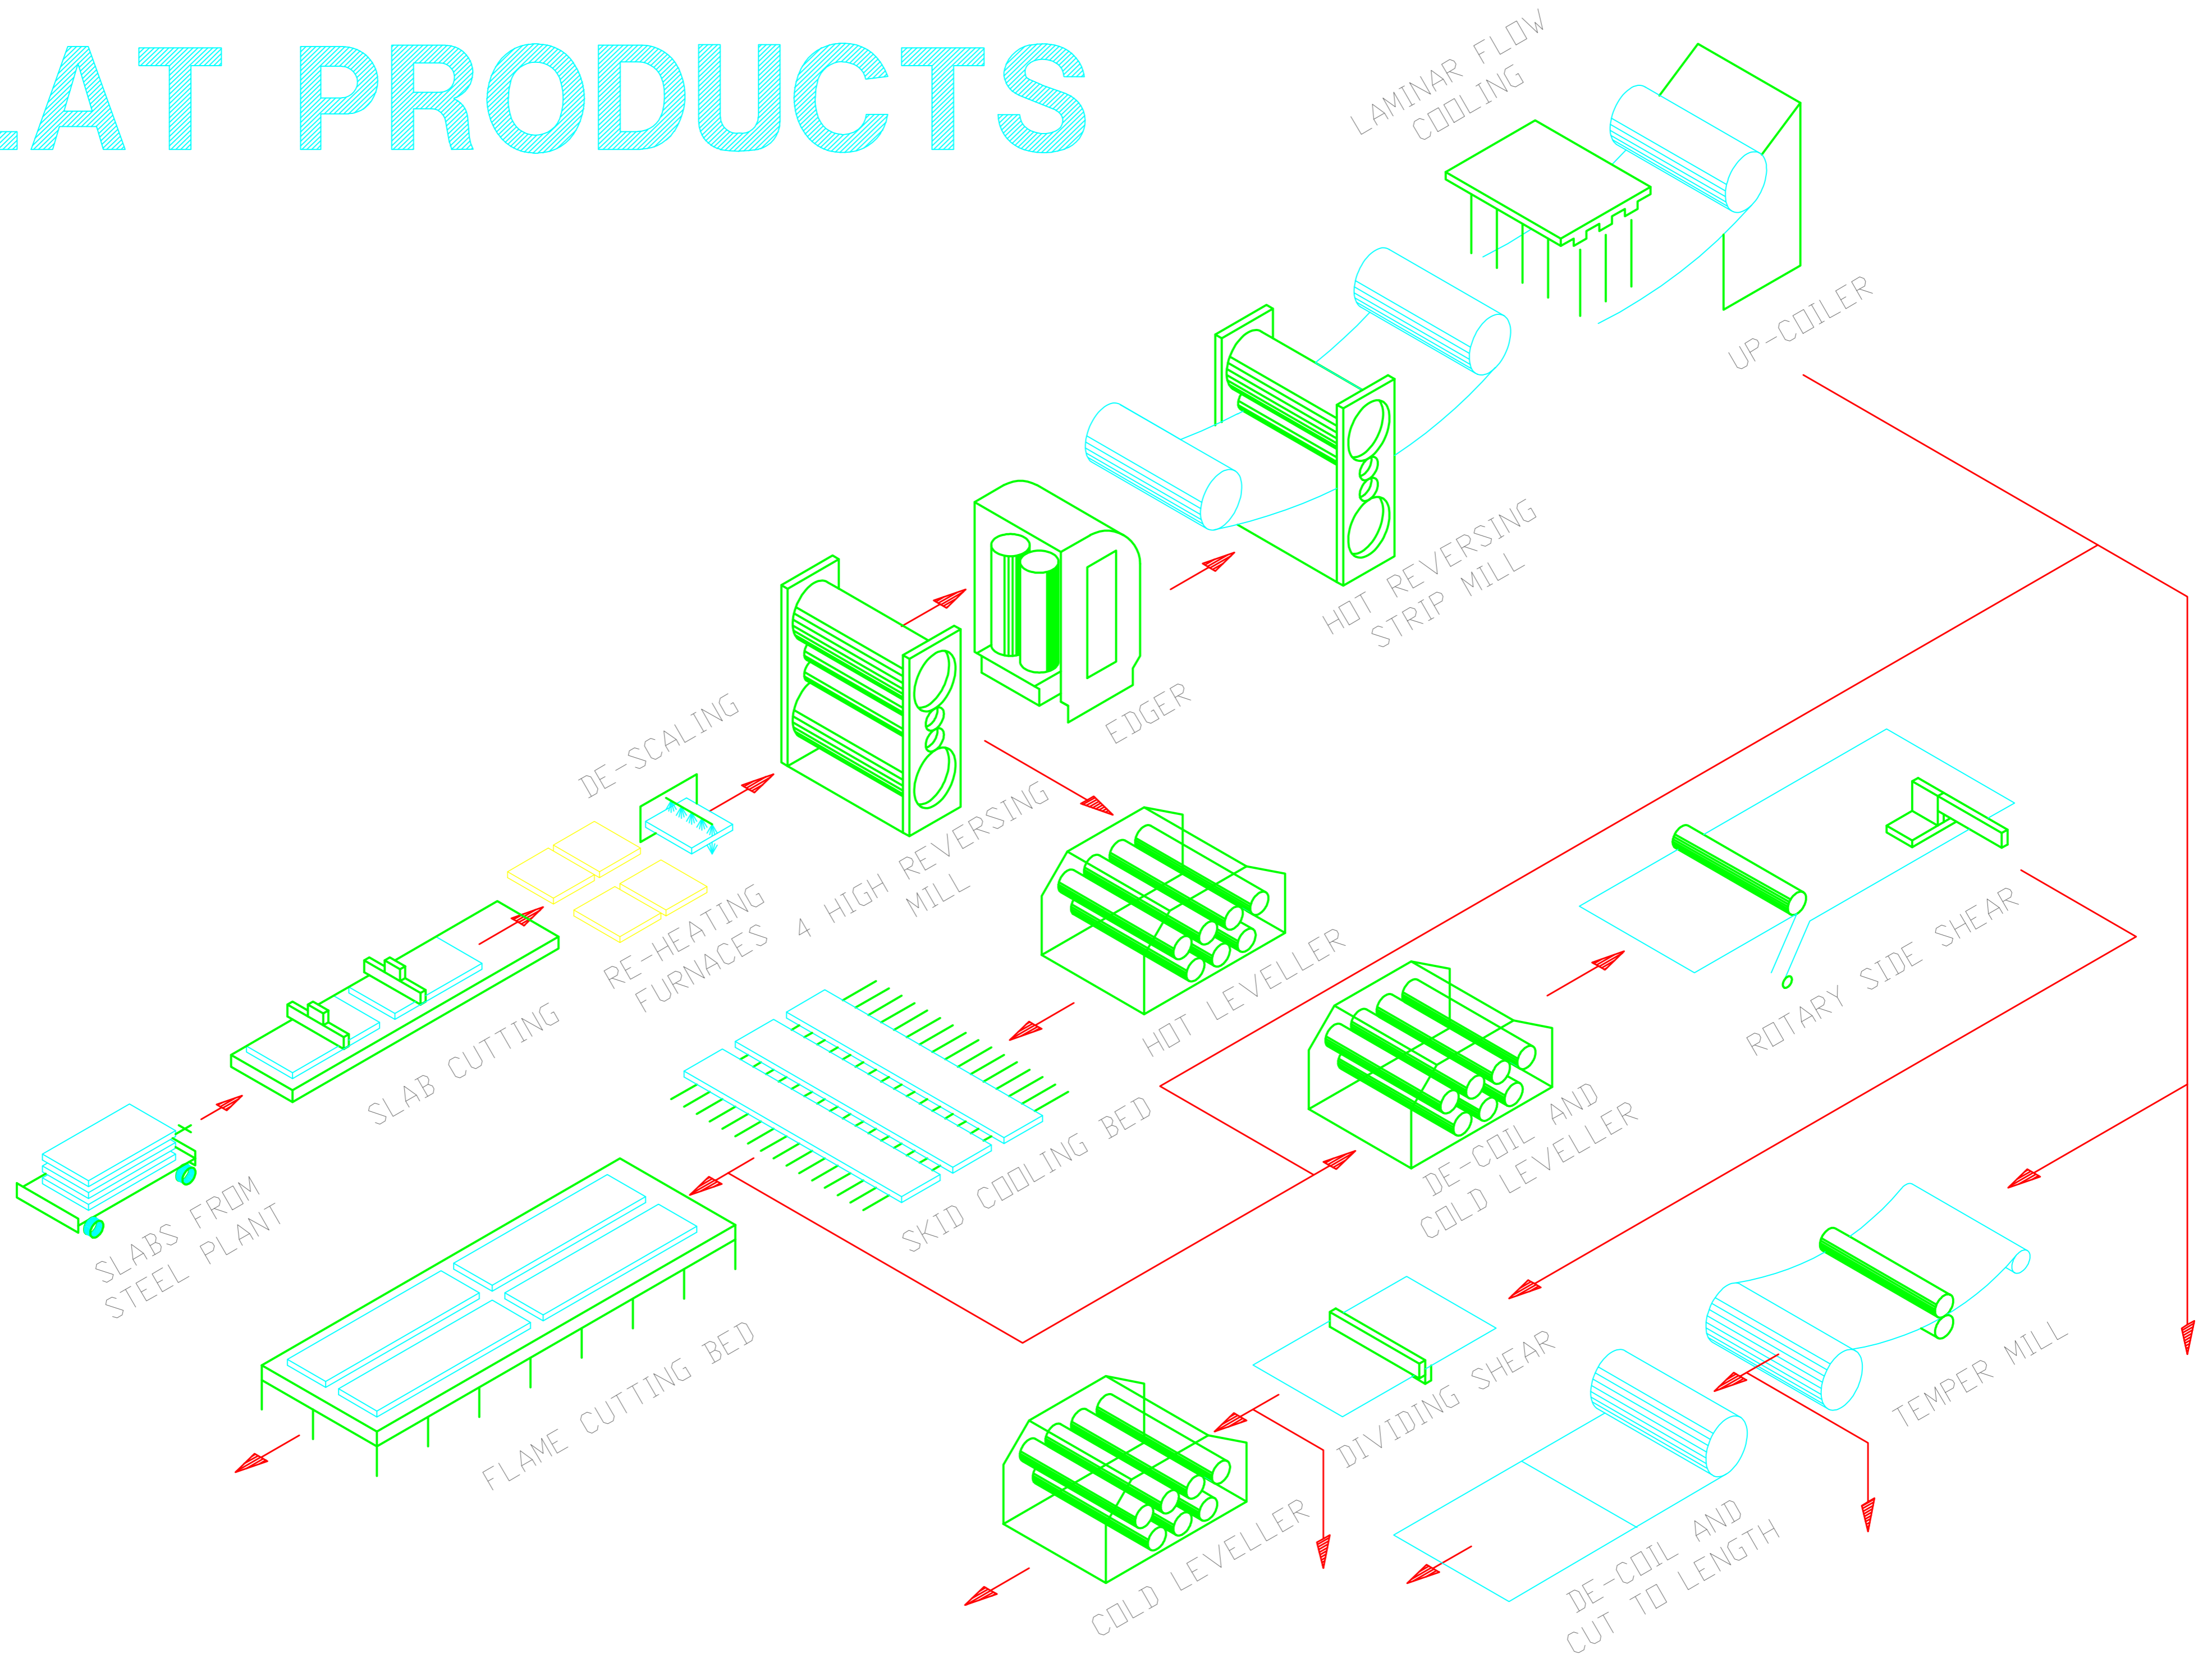 LAT PRODUCTS
LAMINAR FLOW
COOLING
UP-COILER
HOT REVERSING
STRIP MILL
EDGER
DE-SCALING
4 HIGH REVERSING
MILL
RE-HEATING
FURNACES
SLAB CUTTING
SLABS FROM
STEEL PLANT
HOT LEVELLER
SKID COOLING BED
FLAME CUTTING BED
ROTARY SIDE SHEAR
DE-COIL AND
COLD LEVELLER
DIVIDING SHEAR
COLD LEVELLER
TEMPER MILL
DE-COIL AND
CUT TO LENGTH